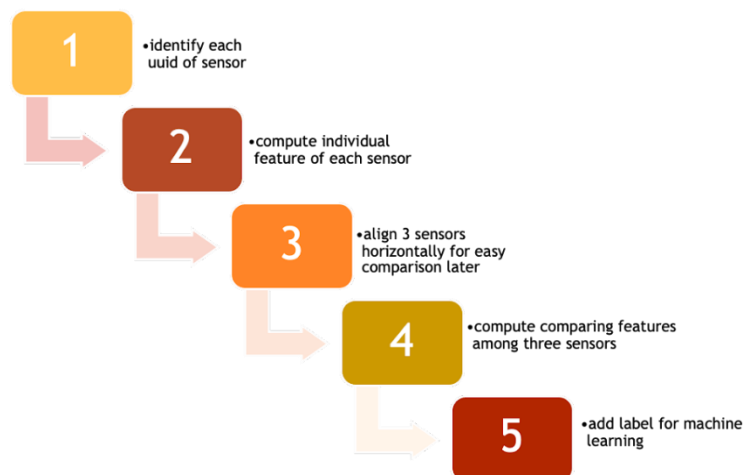 1
•identify each
uuid of sensor
2
•compute individual
feature of each sensor
3
•align 3 sensors
horizontally for easy
comparison later
4
•compute comparing features
among three sensors
5
•add label for machine
learning